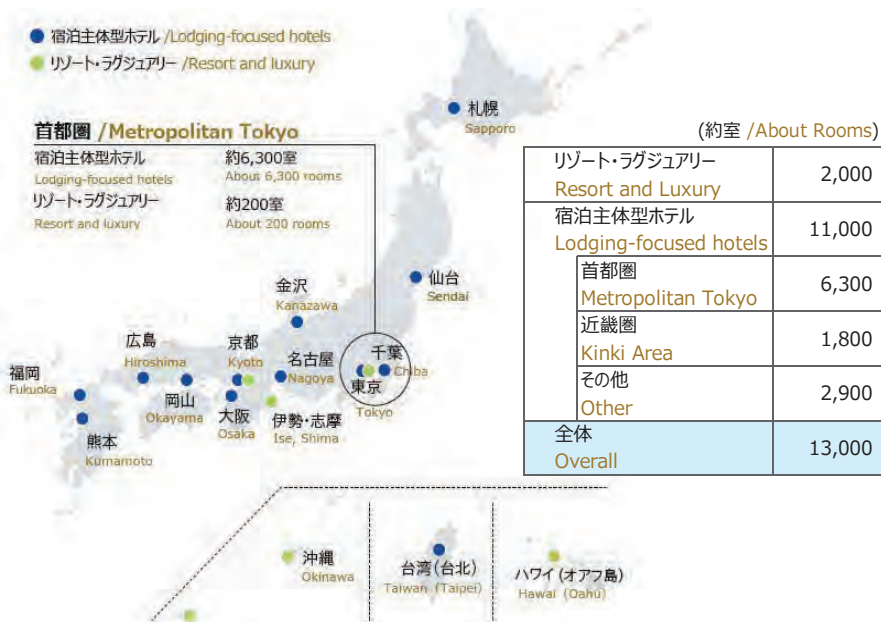 宿泊主体型ホテル /Lodging-focused hotels
リゾート・ラグジュアリー /Resort and luxury
首都圏 /Metropolitan Tokyo
宿泊主体型ホテル 約6,300室
Lodging-focused hotels About 6,300 rooms
リゾート・ラグジュアリー 約200室
Resort and luxury About 200 rooms
札幌
Sapporo
仙台
Sendai
金沢
Kanazawa
広島
Hiroshima
京都
Kyoto
名古屋
Nagoya
千葉
Chiba
東京
Tokyo
福岡
Fukuoka
岡山
Okayama
大阪
Osaka
伊勢・志摩
Ise, Shima
熊本
Kumamoto
沖縄
Okinawa
台湾(台北)
Taiwan (Taipei)
ハワイ(オアフ島)
Hawai (Oahu)
(約室 /About Rooms)
リゾート・ラグジュアリー
Resort and Luxury 2,000
宿泊主体型ホテル
Lodging-focused hotels 11,000
首都圏
Metropolitan Tokyo 6,300
近畿圏
Kinki Area 1,800
その他
Other 2,900
全体
Overall 13,000